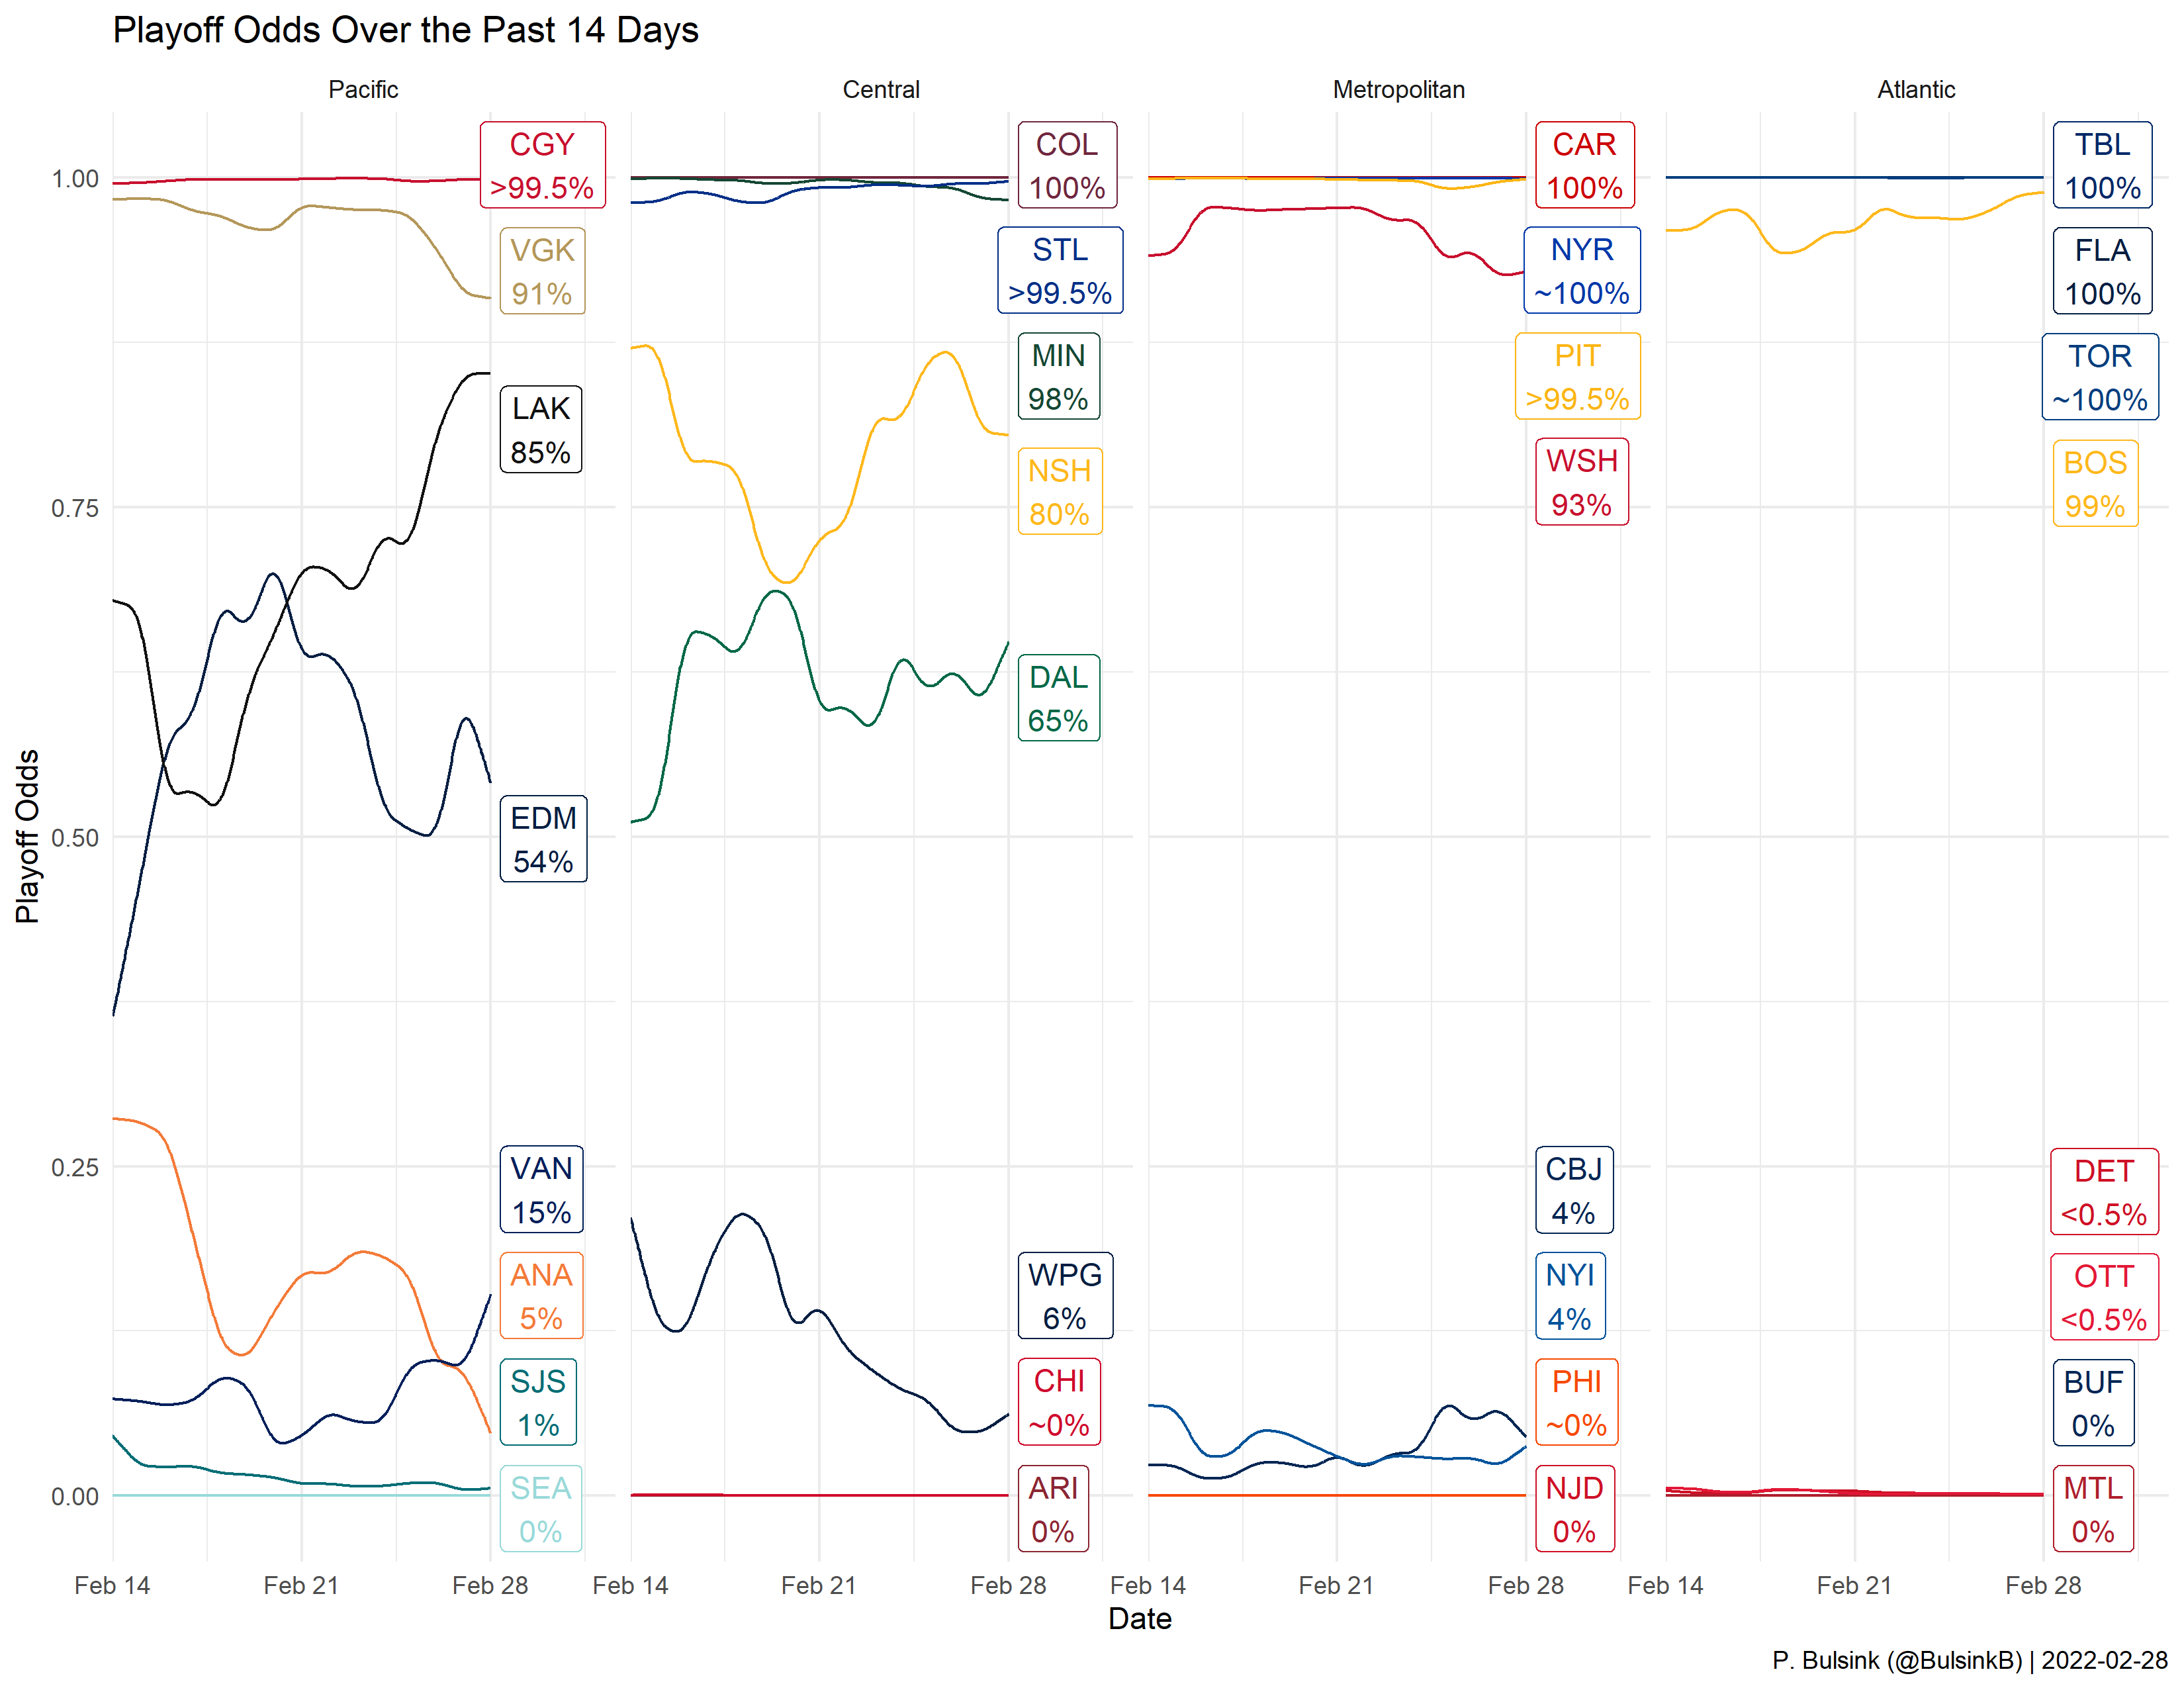 Playoff Odds Over the Past 14 Days
Pacific
Central
Metropolitan
Atlantic
Playoff Odds
1.00
0.75
0.50
0.25
0.00
CGY
>99.5%
VGK
91%
LAK
85%
EDM
54%
VAN
15%
ANA
5%
SJS
1%
SEA
0%
COL
100%
STL
>99.5%
MIN
98%
NSH
80%
DAL
65%
WPG
6%
CHI
~0%
ARI
0%
CAR
100%
NYR
~100%
PIT
>99.5%
WSH
93%
CBJ
4%
NYI
4%
PHI
~0%
NJD
0%
TBL
100%
FLA
100%
TOR
~100%
BOS
99%
DET
<0.5%
OTT
<0.5%
BUF
0%
MTL
0%
Feb 14 Feb 21 Feb 28 Feb 14 Feb 21 Feb 28 Feb 14 Feb 21 Feb 28 Feb 14 Feb 21 Feb 28
Date
P. Bulsink (@BulsinkB) | 2022-02-28